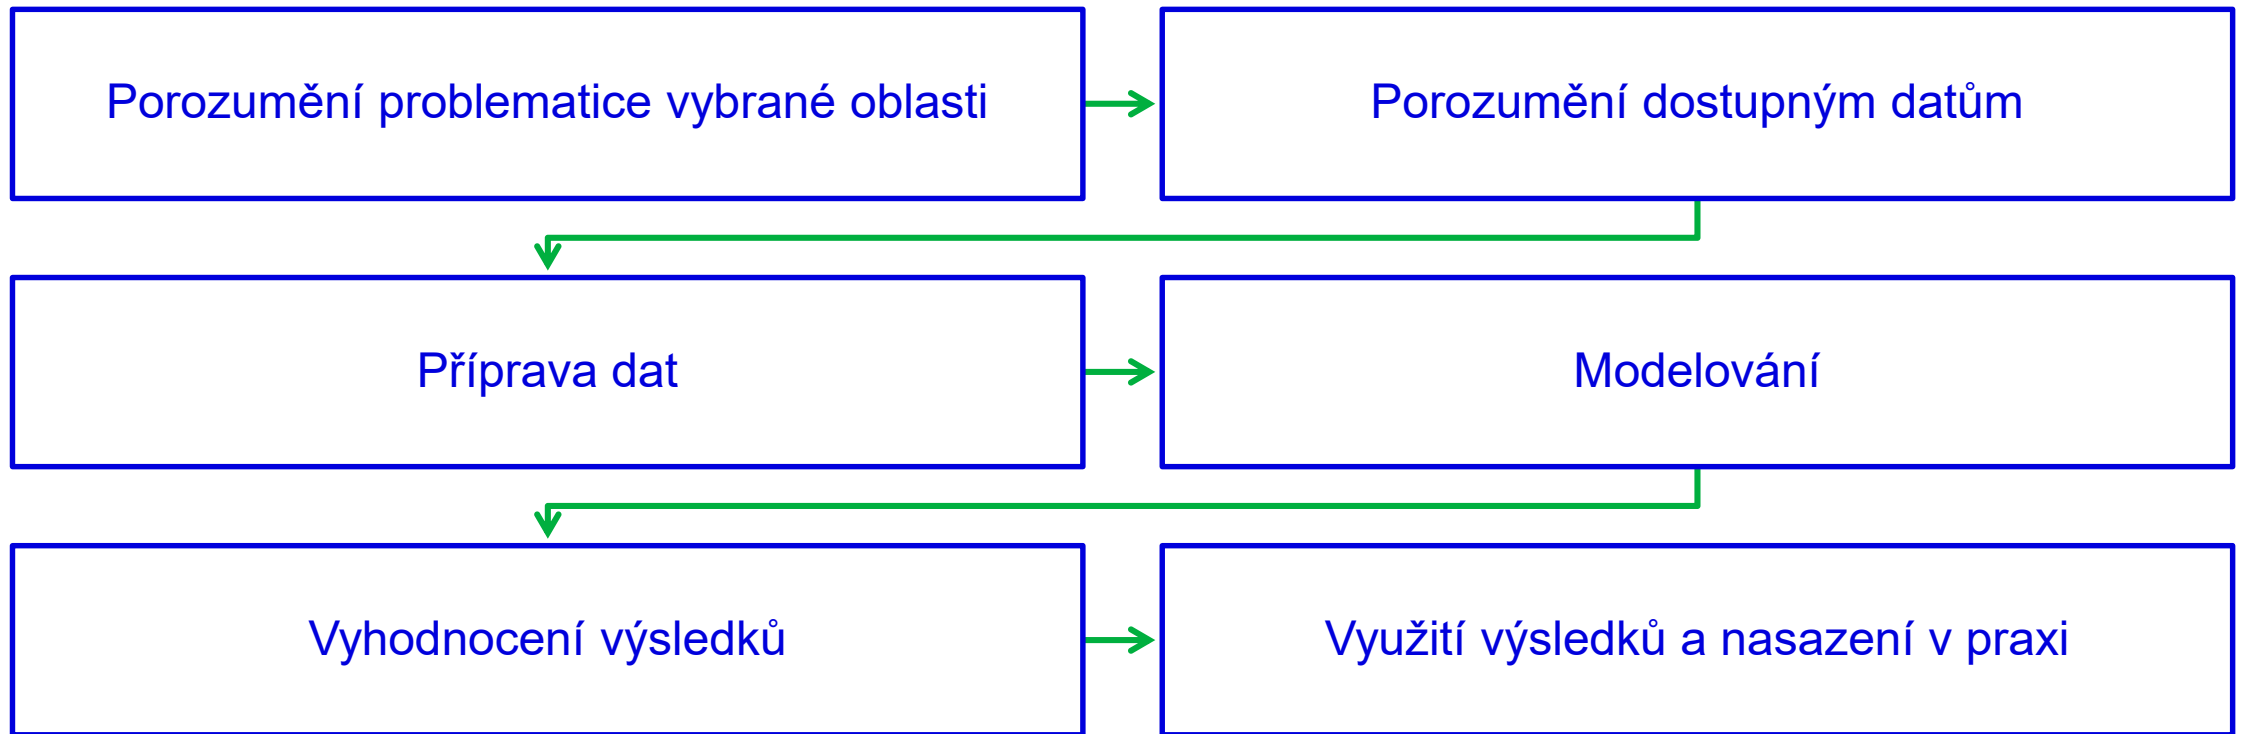 Porozumění problematice vybrané oblasti
Porozumění dostupným datům
Příprava dat
Modelování
Vyhodnocení výsledků
Využití výsledků a nasazení v praxi